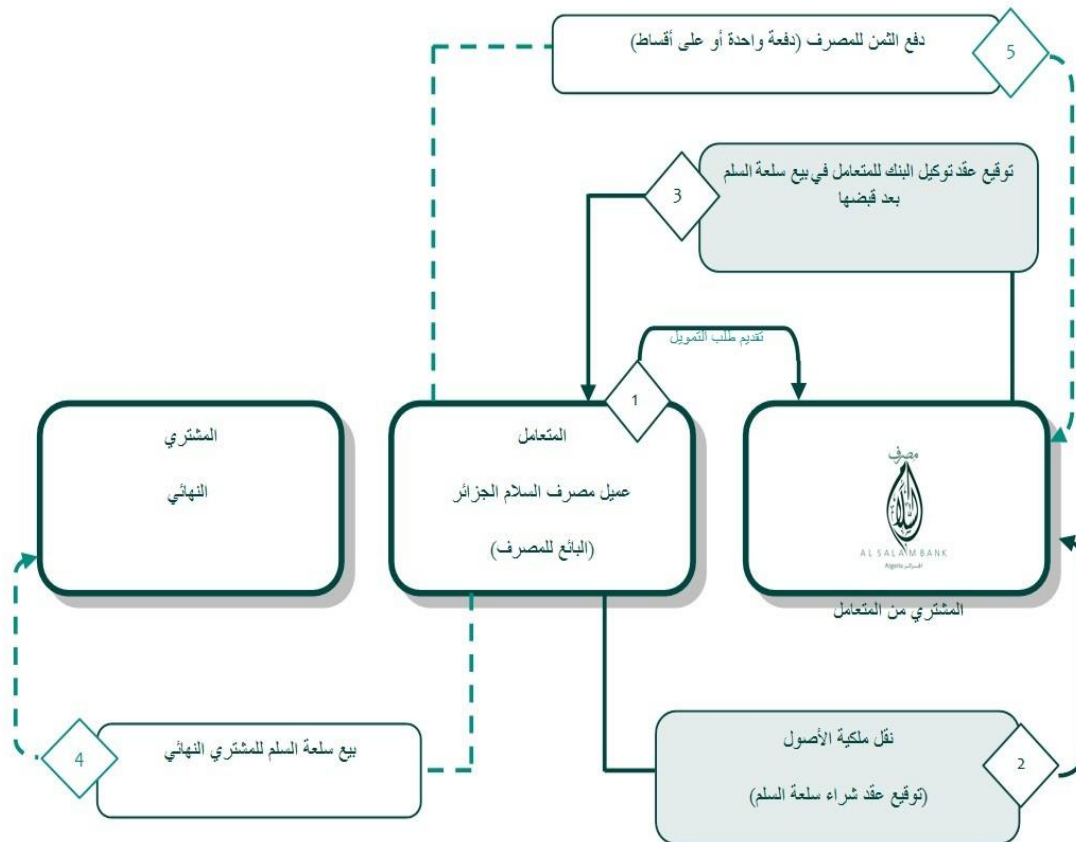 دفع الثمن للمصرف (دفعة واحدة أو على أقساط)
5
توقيع عقد توكيل البنك للمتعامل في بيع سلعة السلم
بعد قبضها
3
تقديم طلب التمويل
1
المشتري
النهائي
المتعامل
عميل مصرف السلام الجزائر
(البائع للمصرف)
مصرف
السلام
AL SALAM BANK
Algeria الجزائر
المشتري من المتعامل
بيع سلعة السلم للمشتري النهائي
4
نقل ملكية الأصول
(توقيع عقد شراء سلعة السلم)
2